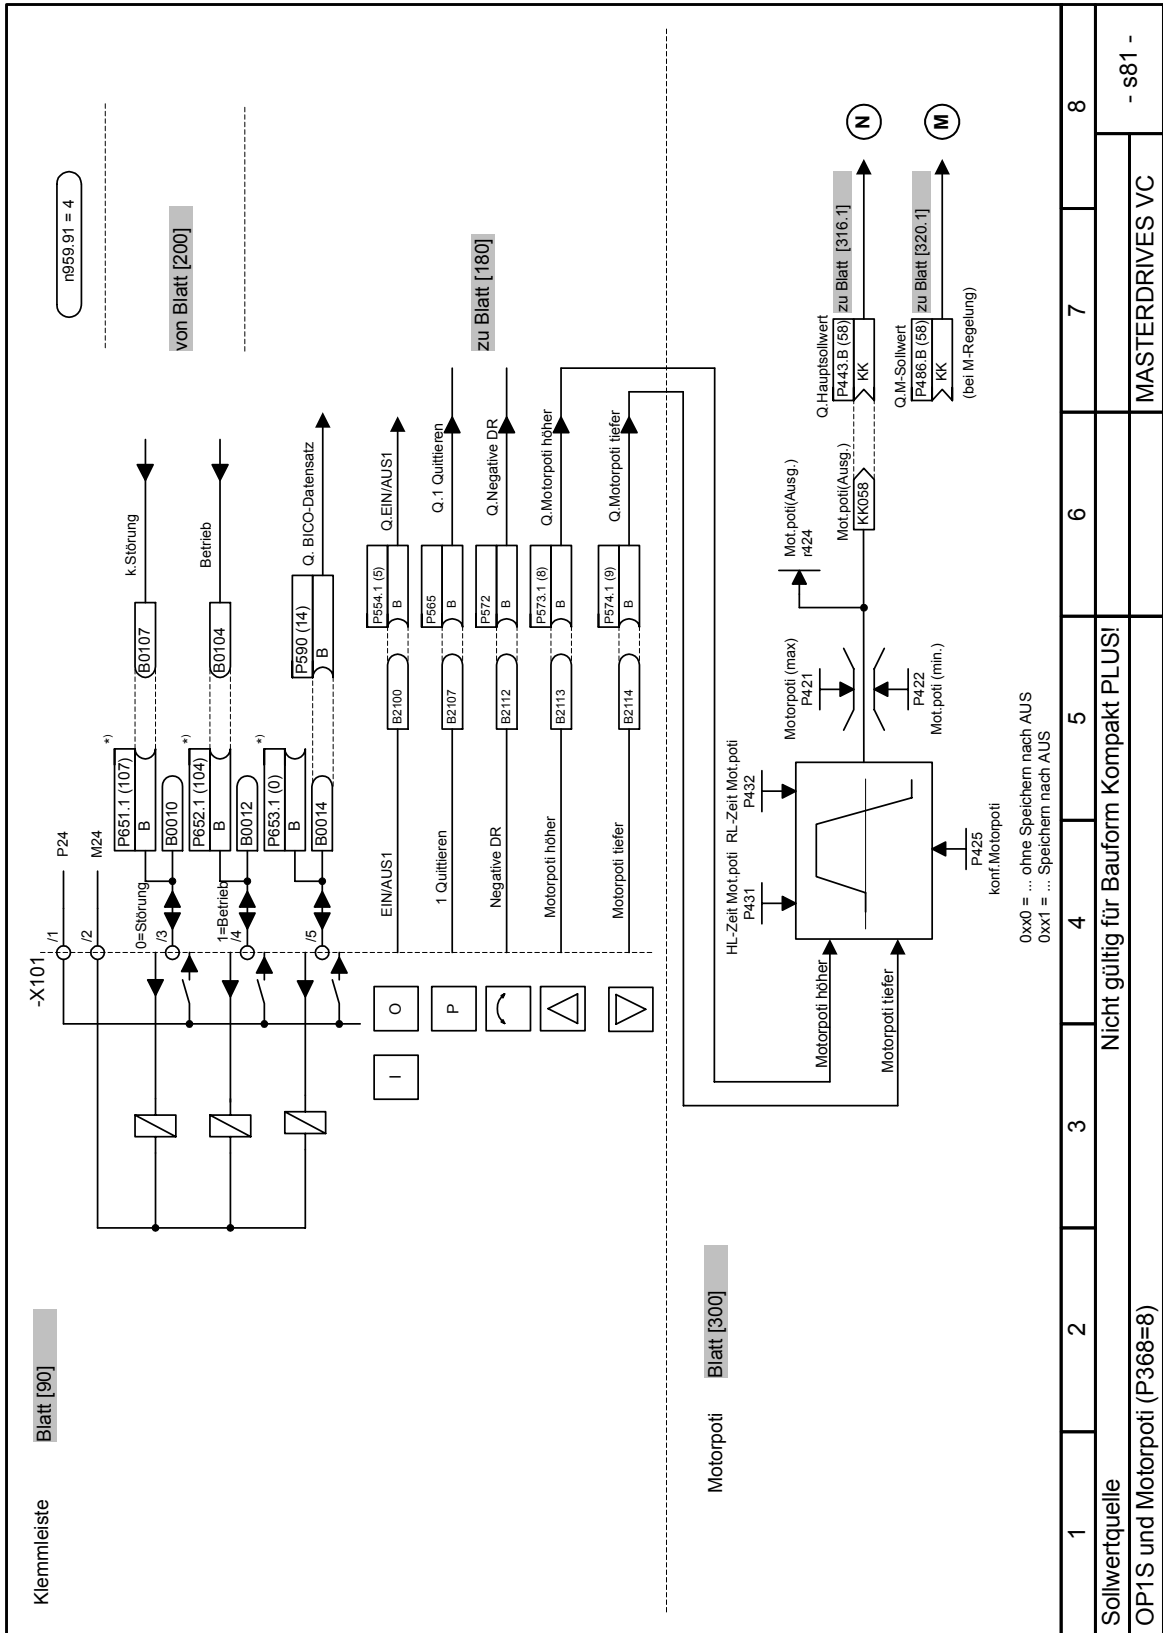 Klemmleiste
Blatt [90]
n959.91 = 4
-X101
/1
P24
/2
M24
0=Störung
/3
P651.1 (107)
B
*)
B0010
B0107
k.Störung
von Blatt [200]
1=Betrieb
/4
P652.1 (104)
B
*)
B0012
B0104
Betrieb
/5
P653.1 (0)
B
*)
B0014
P590 (14)
B
Q. BICO-Datensatz
I
O
EIN/AUS1
B2100
P554.1 (5)
B
Q.EIN/AUS1
P
1 Quittieren
B2107
P565
B
Q.1 Quittieren
zu Blatt [180]
Negative DR
B2112
P572
B
Q.Negative DR
Motorpoti höher
B2113
P573.1 (8)
B
Q.Motorpoti höher
Motorpoti tiefer
B2114
P574.1 (9)
B
Q.Motorpoti tiefer
Motorpoti
Blatt [300]
Motorpoti höher
Motorpoti tiefer
HL-Zeit Mot.poti
P431
RL-Zeit Mot.poti
P432
P425
konf.Motorpoti
Motorpoti (max)
P421
P422
Mot.poti (min.)
Mot.poti(Ausg.)
r424
Mot.poti(Ausg.)
KK058
Q.Hauptsollwert
P443.B (58)
KK
zu Blatt [316.1]
N
Q.M-Sollwert
P486.B (58)
KK
(bei M-Regelung)
zu Blatt [320.1]
M
0xx0 = ... ohne Speichern nach AUS
0xx1 = ... Speichern nach AUS
1 2 3 4 5 6 7 8
Sollwertquelle
Nicht gültig für Bauform Kompakt PLUS!
- s81 -
OP1S und Motorpoti (P368=8)
MASTERDRIVES VC